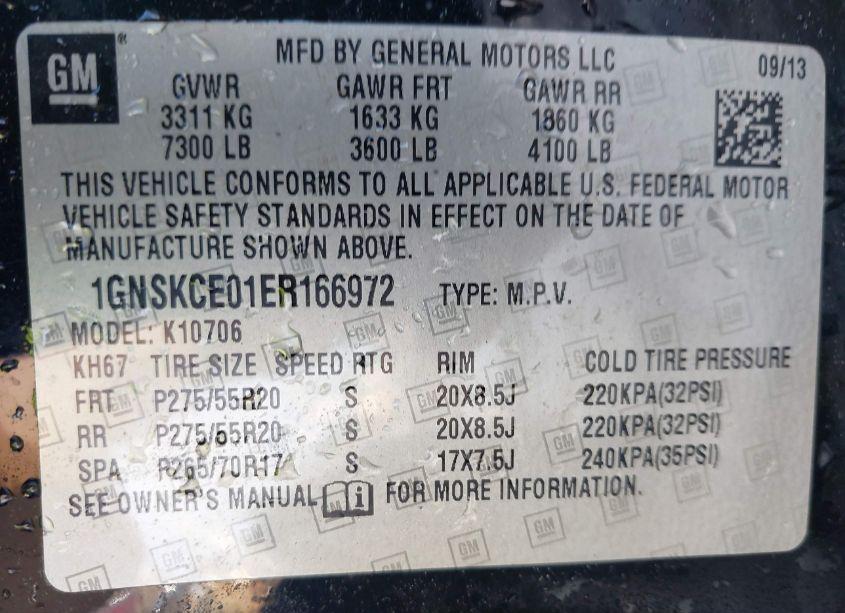 GM
MFD BY GENERAL MOTORS LLC
09/13
GVWR GAWR FRT GAWR RR
3311 KG 1633 KG 1860 KG
7300 LB 3600 LB 4100 LB
THIS VEHICLE CONFORMS TO ALL APPLICABLE U.S. FEDERAL MOTOR
VEHICLE SAFETY STANDARDS IN EFFECT ON THE DATE OF
MANUFACTURE SHOWN ABOVE.
1GNSKCE01ER166972 TYPE: M.P.V.
MODEL: K10706
KH67 TIRE SIZE SPEED RTG RIM COLD TIRE PRESSURE
FRT P275/55R20 S 20X8.5J 220KPA(32PSI)
RR P275/55R20 S 20X8.5J 220KPA(32PSI)
SPA P265/70R17 S 17X7.5J 240KPA(35PSI)
SEE OWNER'S MANUAL FOR MORE INFORMATION.